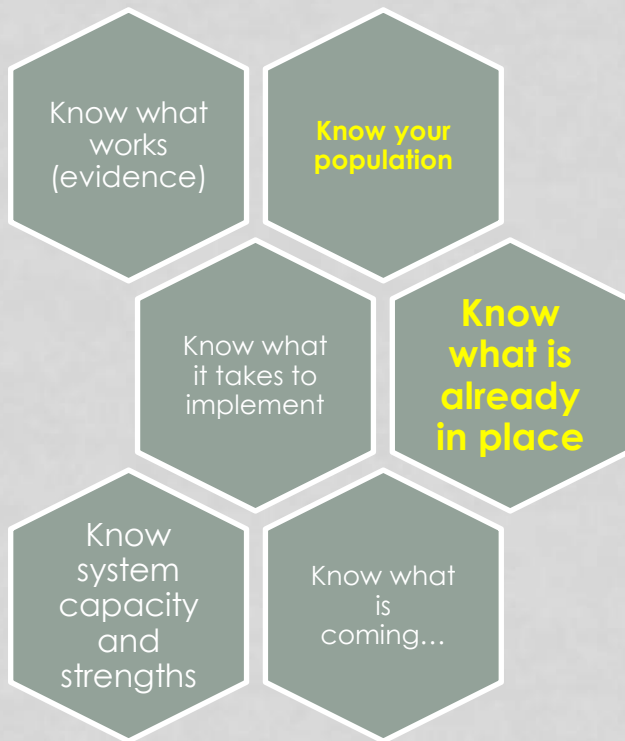 Know what
works
(evidence)
Know your
population
Know what
it takes to
implement
Know
what is
already
in place
Know
system
capacity
and
strengths
Know what
is
coming…